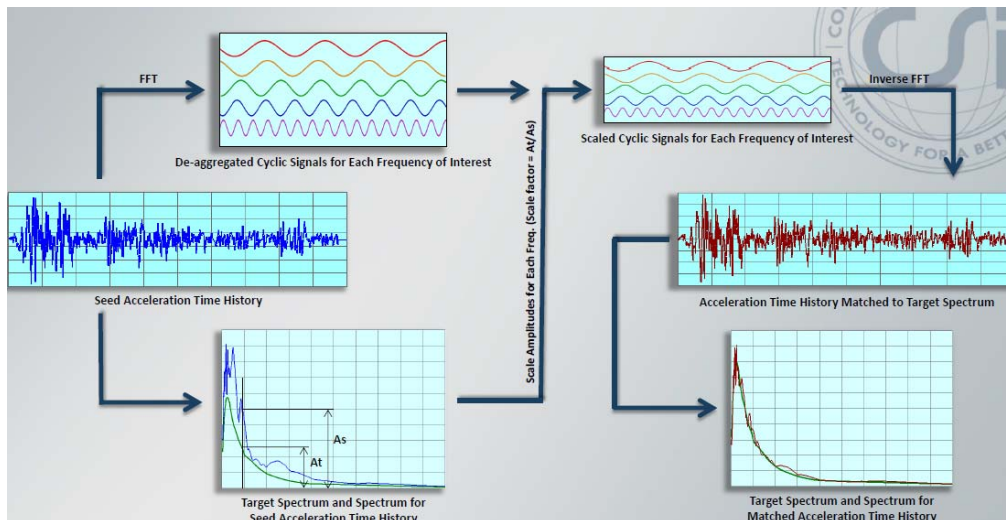 FFT
De-aggregated Cyclic Signals for Each Frequency of Interest
Scale Amplitudes for Each Freq. (Scale factor = At/As)
Scaled Cyclic Signals for Each Frequency of Interest
Inverse FFT
TECHNOLOGY FOR A BETT
Seed Acceleration Time History
Acceleration Time History Matched to Target Spectrum
As
At
Target Spectrum and Spectrum for
Seed Acceleration Time History
Target Spectrum and Spectrum for
Matched Acceleration Time History